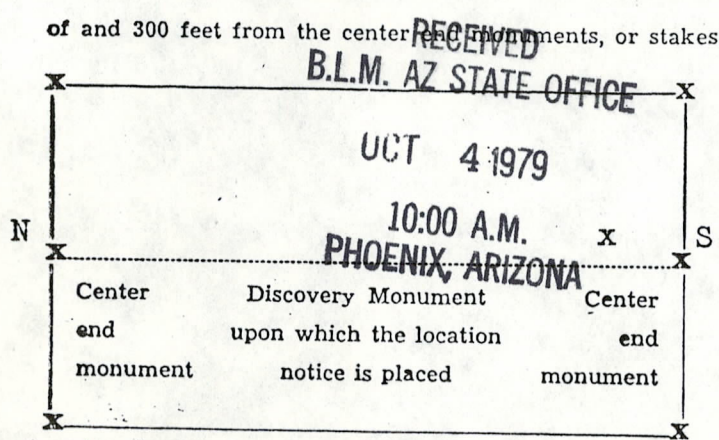 of and 300 feet from the center end monuments, or stakes
RECEIVED
B.L.M. AZ STATE OFFICE
X X
OCT 4 1979
10:00 A.M.
N X S
X X
PHOENIX, ARIZONA
Center Discovery Monument Center
end upon which the location end
monument notice is placed monument
X X